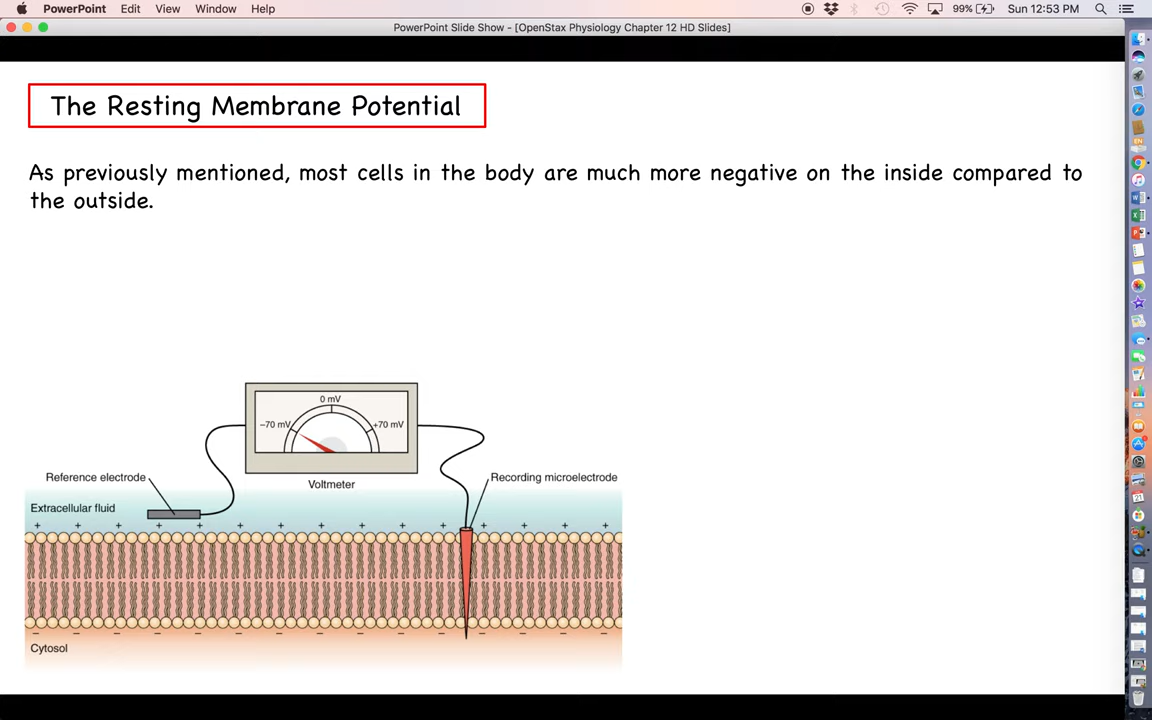 PowerPoint Edit View Window Help 99% Sun 12:53 PM
PowerPoint Slide Show - [OpenStax Physiology Chapter 12 HD Slides]
The Resting Membrane Potential
As previously mentioned, most cells in the body are much more negative on the inside compared to
the outside.
0 mV
–70 mV
+70 mV
Reference electrode
Voltmeter
Recording microelectrode
Extracellular fluid
+ + + + + + + + + + + + + + +
– – – – – – – – – – – – – – –
Cytosol